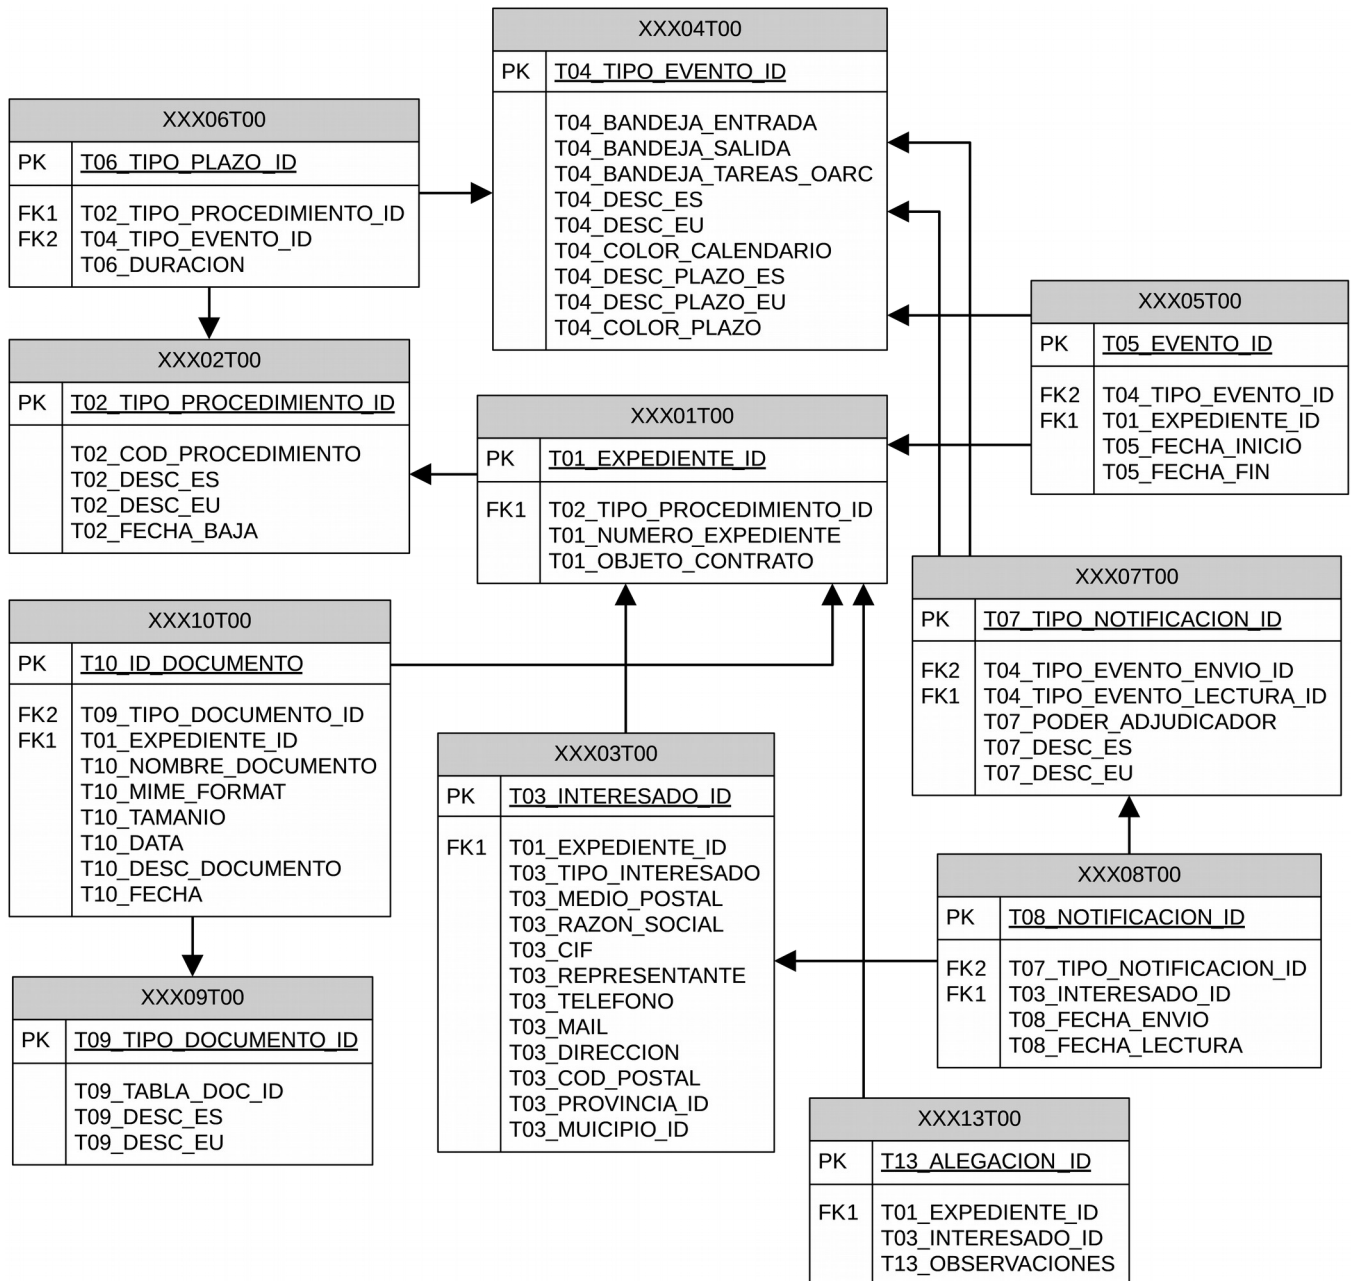 XXX04T00
PK T04_TIPO_EVENTO_ID
T04_BANDEJA_ENTRADA
T04_BANDEJA_SALIDA
T04_BANDEJA_TAREAS_OARC
T04_DESC_ES
T04_DESC_EU
T04_COLOR_CALENDARIO
T04_DESC_PLAZO_ES
T04_DESC_PLAZO_EU
T04_COLOR_PLAZO
XXX06T00
PK T06_TIPO_PLAZO_ID
FK1 T02_TIPO_PROCEDIMIENTO_ID
FK2 T04_TIPO_EVENTO_ID
T06_DURACION
XXX05T00
PK T05_EVENTO_ID
FK2 T04_TIPO_EVENTO_ID
FK1 T01_EXPEDIENTE_ID
T05_FECHA_INICIO
T05_FECHA_FIN
XXX02T00
PK T02_TIPO_PROCEDIMIENTO_ID
T02_COD_PROCEDIMIENTO
T02_DESC_ES
T02_DESC_EU
T02_FECHA_BAJA
XXX01T00
PK T01_EXPEDIENTE_ID
FK1 T02_TIPO_PROCEDIMIENTO_ID
T01_NUMERO_EXPEDIENTE
T01_OBJETO_CONTRATO
XXX07T00
PK T07_TIPO_NOTIFICACION_ID
FK2 T04_TIPO_EVENTO_ENVIO_ID
FK1 T04_TIPO_EVENTO_LECTURA_ID
T07_PODER_ADJUDICADOR
T07_DESC_ES
T07_DESC_EU
XXX10T00
PK T10_ID_DOCUMENTO
FK2 T09_TIPO_DOCUMENTO_ID
FK1 T01_EXPEDIENTE_ID
T10_NOMBRE_DOCUMENTO
T10_MIME_FORMAT
T10_TAMANIO
T10_DATA
T10_DESC_DOCUMENTO
T10_FECHA
XXX03T00
PK T03_INTERESADO_ID
FK1 T01_EXPEDIENTE_ID
T03_TIPO_INTERESADO
T03_MEDIO_POSTAL
T03_RAZON_SOCIAL
T03_CIF
T03_REPRESENTANTE
T03_TELEFONO
T03_MAIL
T03_DIRECCION
T03_COD_POSTAL
T03_PROVINCIA_ID
T03_MUICIPIO_ID
XXX08T00
PK T08_NOTIFICACION_ID
FK2 T07_TIPO_NOTIFICACION_ID
FK1 T03_INTERESADO_ID
T08_FECHA_ENVIO
T08_FECHA_LECTURA
XXX09T00
PK T09_TIPO_DOCUMENTO_ID
T09_TABLA_DOC_ID
T09_DESC_ES
T09_DESC_EU
XXX13T00
PK T13_ALEGACION_ID
FK1 T01_EXPEDIENTE_ID
T03_INTERESADO_ID
T13_OBSERVACIONES